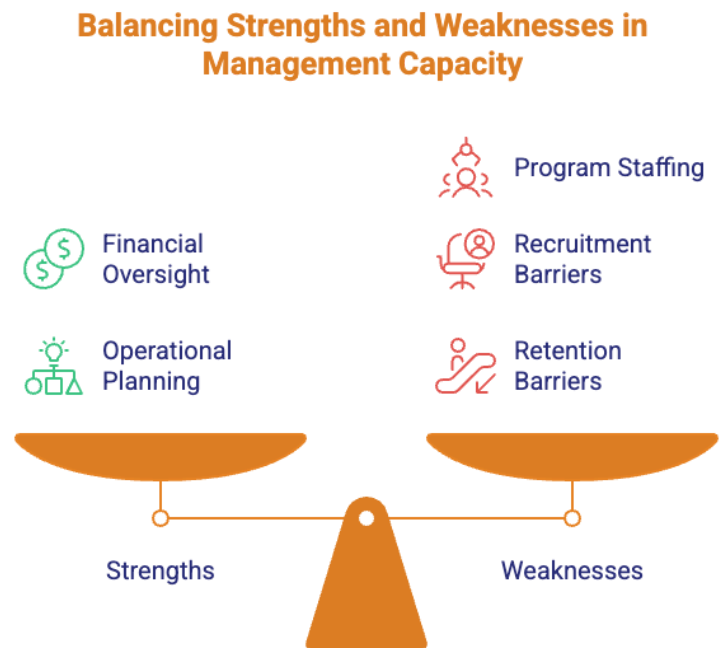 Balancing Strengths and Weaknesses in
Management Capacity
Financial
Oversight
Operational
Planning
Program Staffing
Recruitment
Barriers
Retention
Barriers
Strengths
Weaknesses